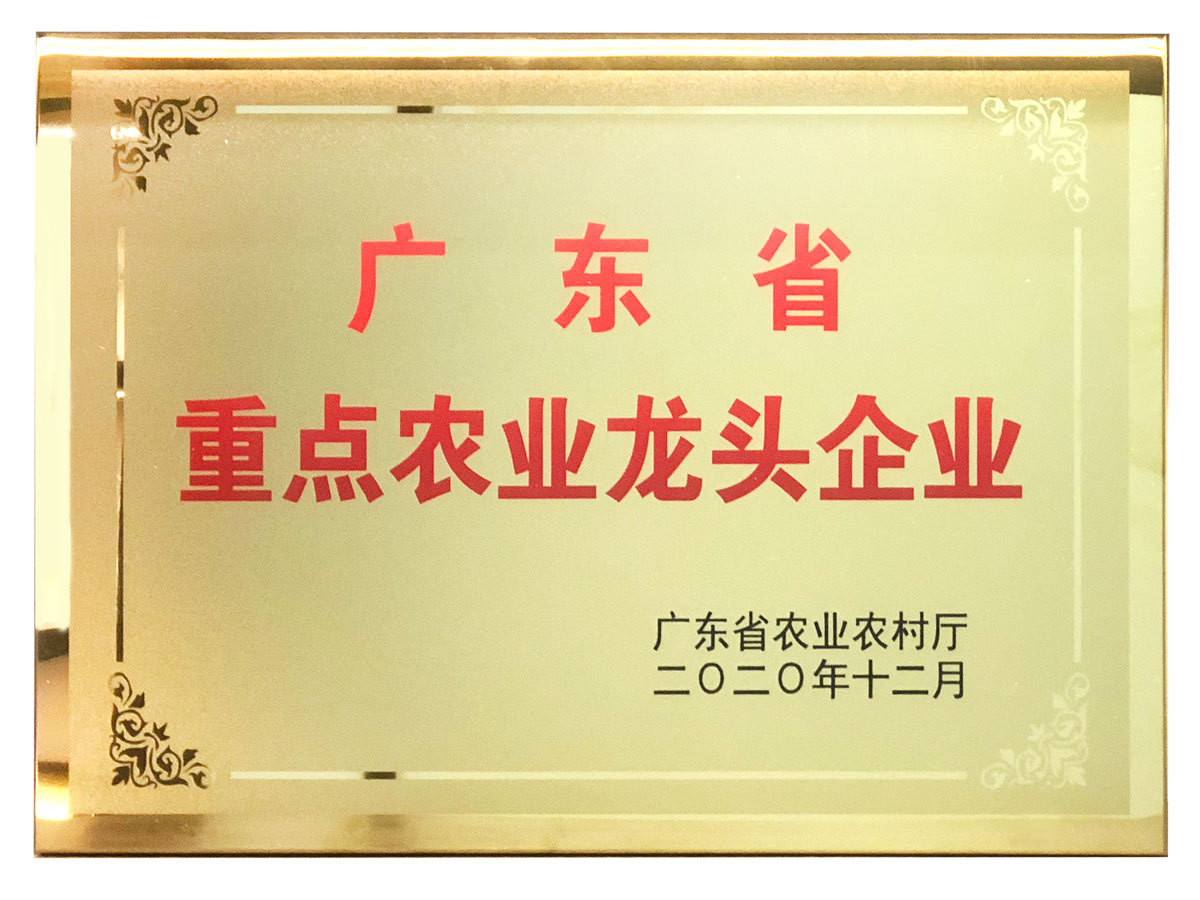 广东省
重点农业龙头企业
广东省农业农村厅
二〇二〇年十二月